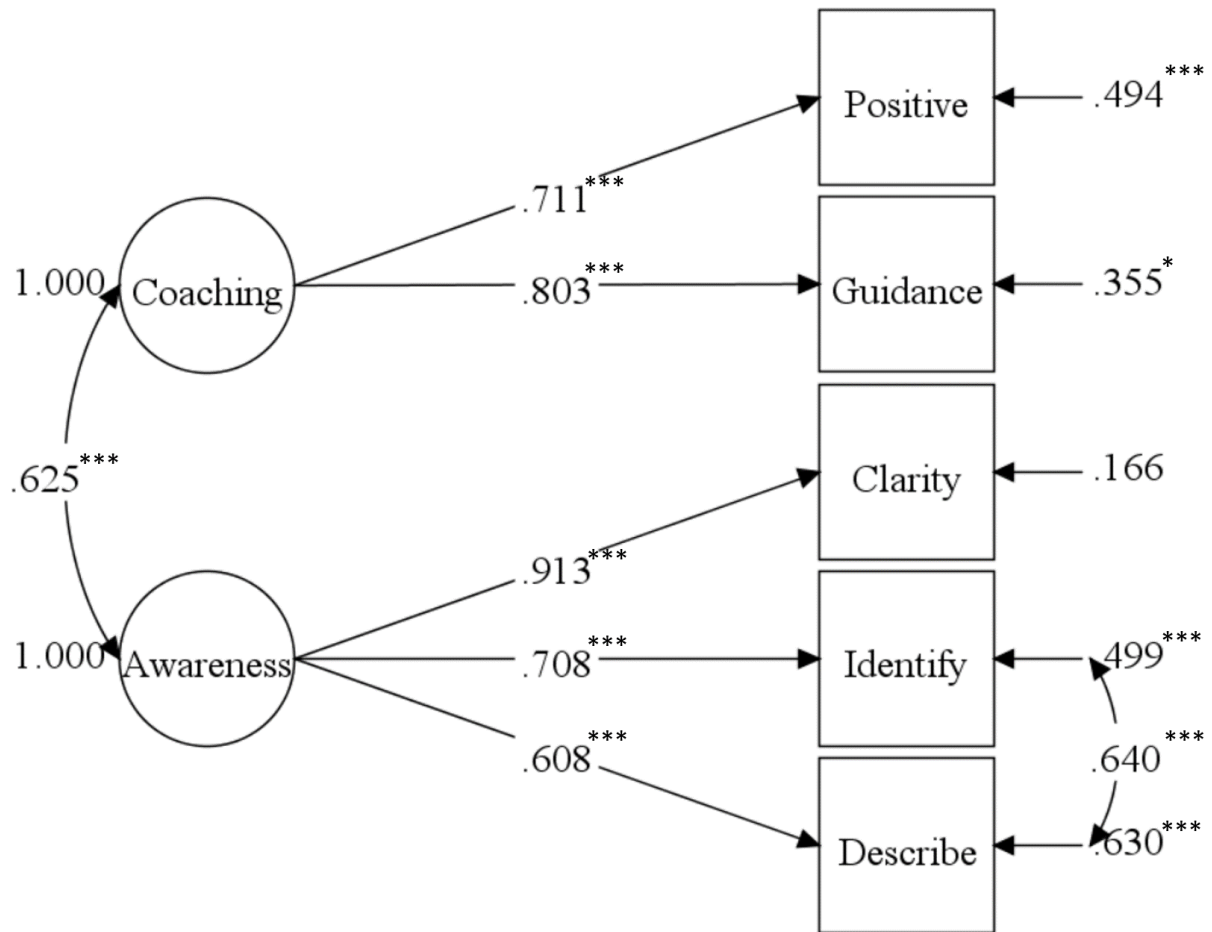 Positive
.494***
.711***
1.000
Coaching
.803***
Guidance
.355*
Clarity
.166
.625***
.913***
1.000
Awareness
.708***
Identify
.499***
.608***
.640***
Describe
.630***